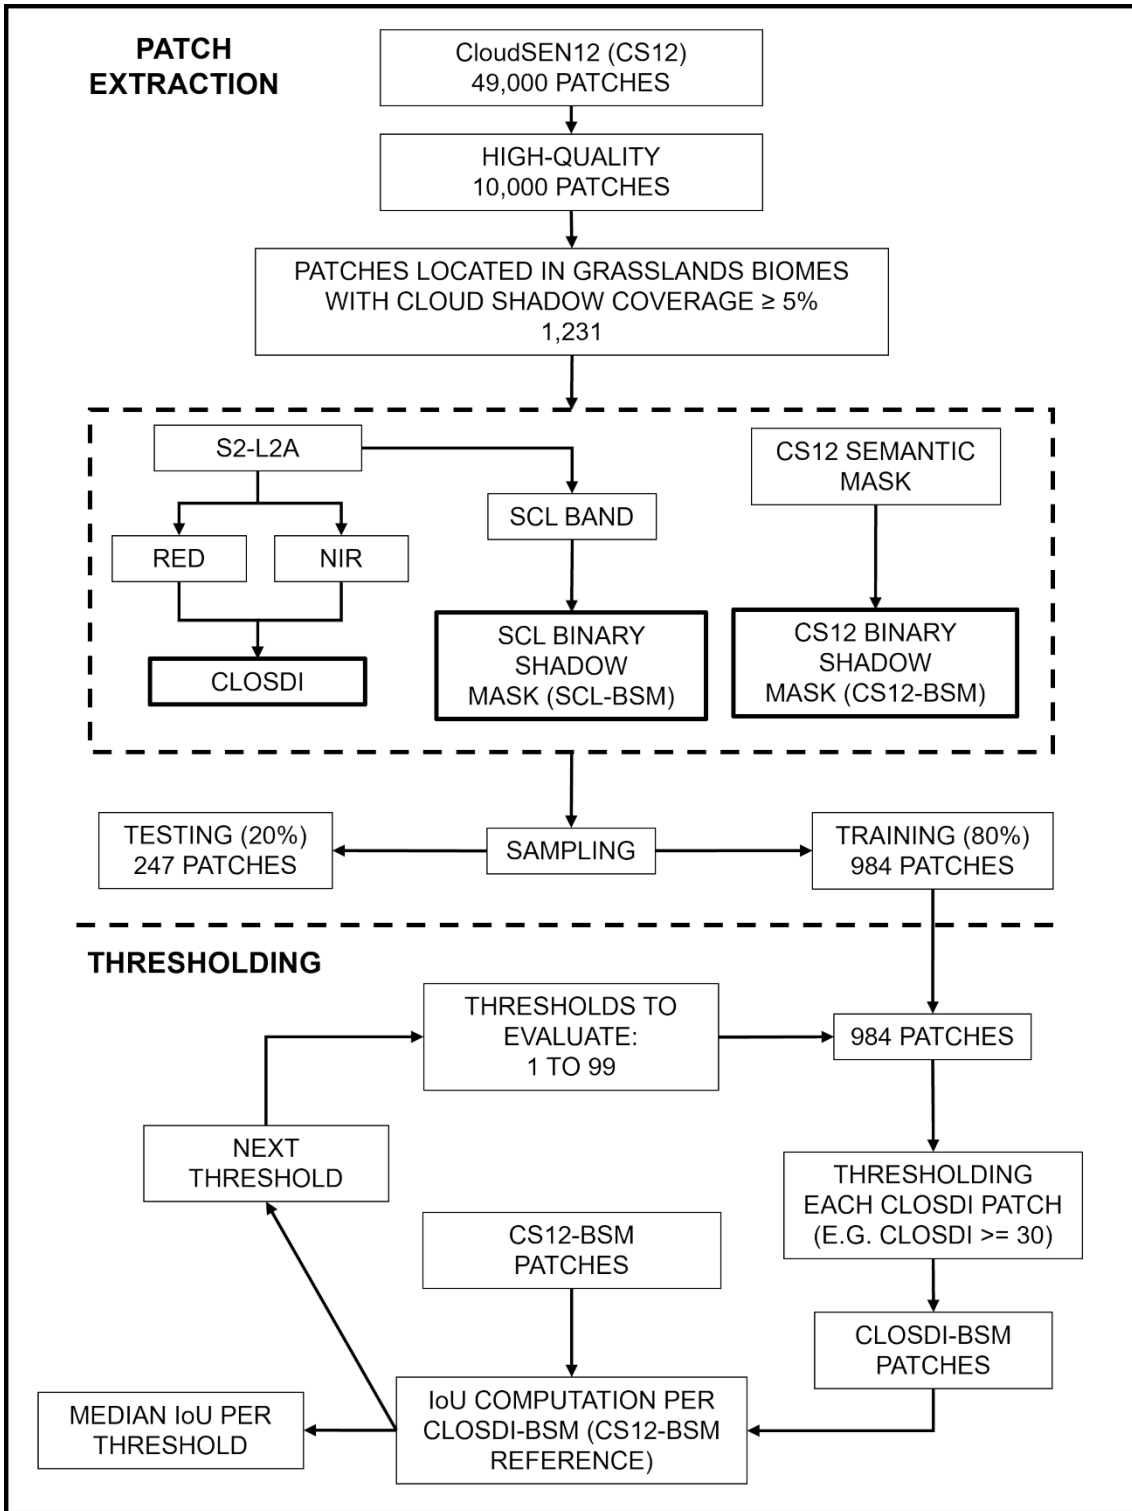 PATCH
EXTRACTION
CloudSEN12 (CS12)
49,000 PATCHES
HIGH-QUALITY
10,000 PATCHES
PATCHES LOCATED IN GRASSLANDS BIOMES
WITH CLOUD SHADOW COVERAGE ≥ 5%
1,231
S2-L2A
RED
NIR
CLOSDI
SCL BAND
SCL BINARY
SHADOW
MASK (SCL-BSM)
CS12 SEMANTIC
MASK
CS12 BINARY
SHADOW
MASK (CS12-BSM)
TESTING (20%)
247 PATCHES
SAMPLING
TRAINING (80%)
984 PATCHES
THRESHOLDING
THRESHOLDS TO
EVALUATE:
1 TO 99
984 PATCHES
NEXT
THRESHOLD
THRESHOLDING
EACH CLOSDI PATCH
(E.G. CLOSDI >= 30)
CS12-BSM
PATCHES
CLOSDI-BSM
PATCHES
MEDIAN IoU PER
THRESHOLD
IoU COMPUTATION PER
CLOSDI-BSM (CS12-BSM
REFERENCE)